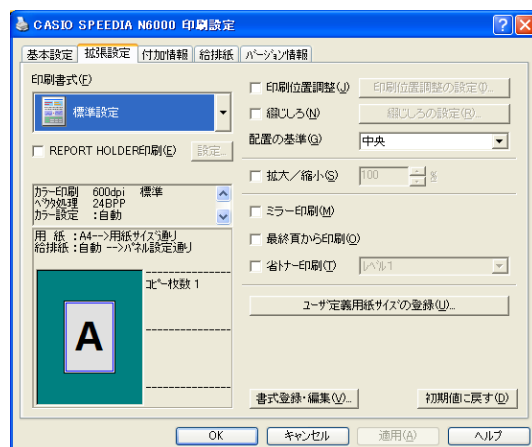 CASIO SPEEDIA N6000 印刷設定
基本設定 拡張設定 付加情報 給排紙 バージョン情報
印刷書式(F)
標準設定
REPORT HOLDER印刷(E) 設定...
カラー印刷 600dpi 標準
ベクタ処理 24BPP
カラー設定 :自動
用 紙 :A4-->用紙サイズ通り
給排紙 :自動 -->パネル設定通り
コピー枚数 1
A
印刷位置調整(J) 印刷位置調整の設定(I)...
綴じしろ(N) 綴じしろの設定(R)...
配置の基準(G) 中央
拡大/縮小(S) 100 %
ミラー印刷(M)
最終頁から印刷(O)
省トナー印刷(T) レベル1
ユーザ定義用紙サイズの登録(U)...
書式登録・編集(V)... 初期値に戻す(D)
OK キャンセル 適用(A) ヘルプ